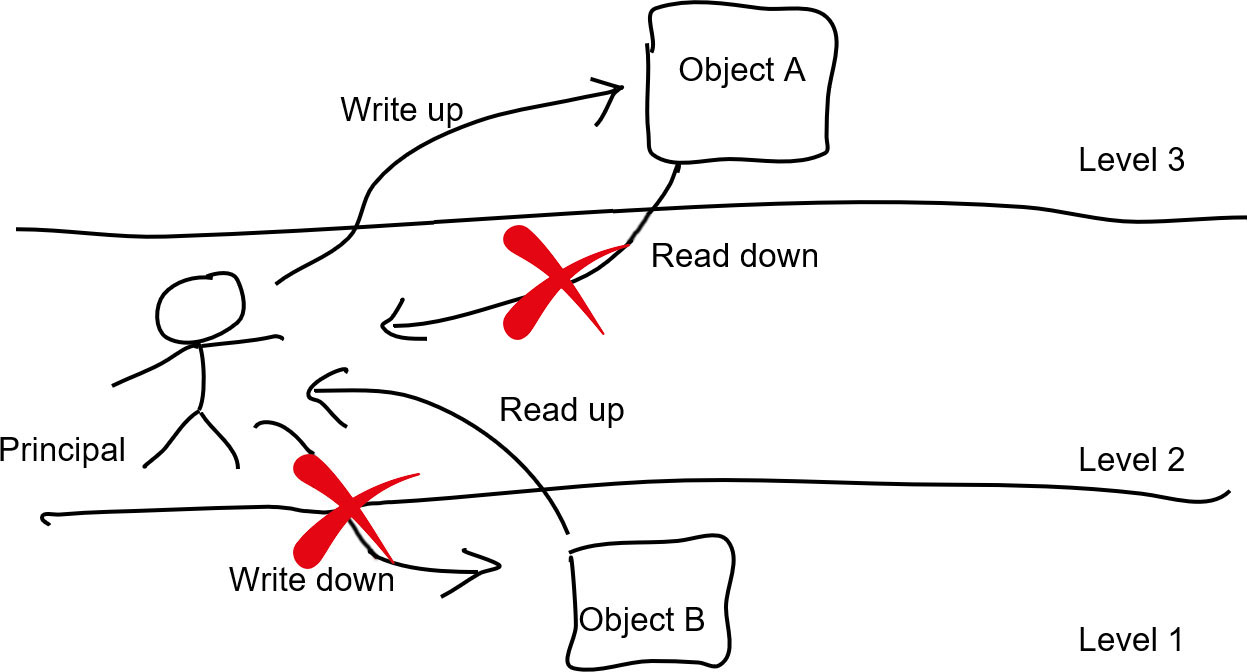 Object A
Write up
Level 3
Read down
Read up
Principal
Level 2
Write down
Object B
Level 1